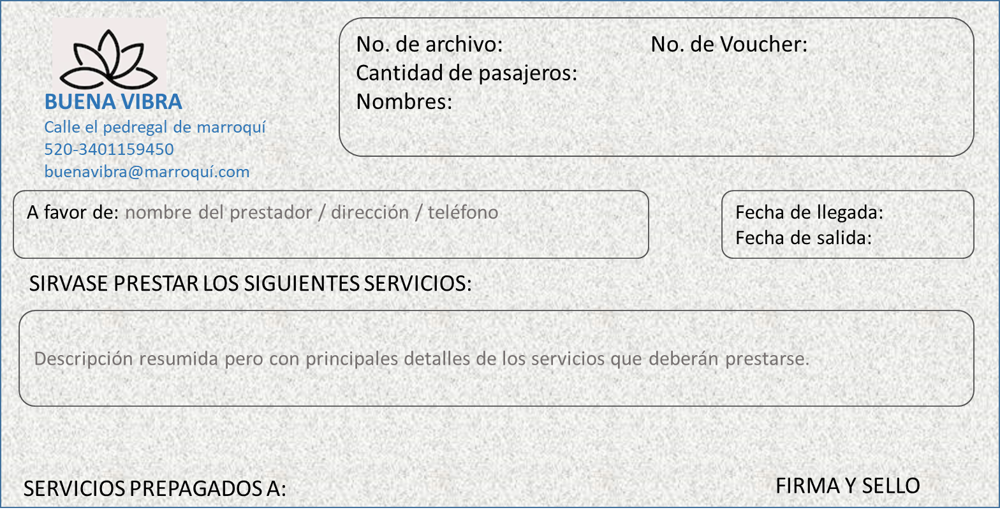 BUENA VIBRA
Calle el pedregal de marroquí
520-3401159450
buenavibra@marroquí.com
No. de archivo: No. de Voucher:
Cantidad de pasajeros:
Nombres:
A favor de: nombre del prestador / dirección / teléfono
Fecha de llegada:
Fecha de salida:
SIRVASE PRESTAR LOS SIGUIENTES SERVICIOS:
Descripción resumida pero con principales detalles de los servicios que deberán prestarse.
SERVICIOS PREPAGADOS A:
FIRMA Y SELLO